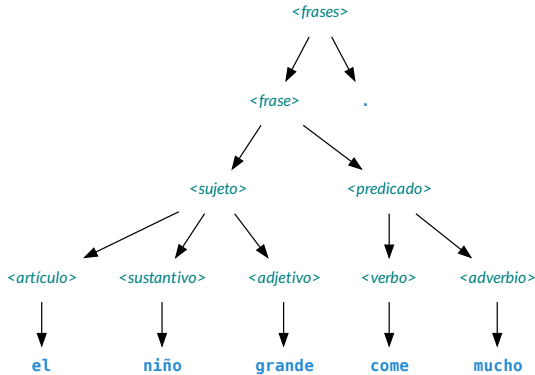 <frases>
<frase> .
<sujeto> <predicado>
<artículo> <sustantivo> <adjetivo> <verbo> <adverbio>
el niño grande come mucho